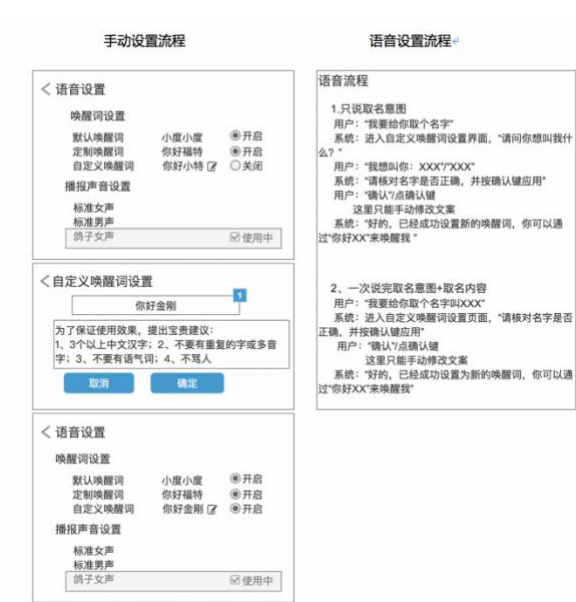 手动设置流程
语音设置流程
< 语音设置
唤醒词设置
默认唤醒词 小度小度 开启
定制唤醒词 你好福特 开启
自定义唤醒词 你好小特 关闭
播报声音设置
标准女声
标准男声
鸽子女声 使用中
<自定义唤醒词设置
1
你好金刚
为了保证使用效果,提出宝贵建议:
1、3个以上中文汉字;2、不要有重复的字或多音
字;3、不要有语气词;4、不骂人
取消 确定
< 语音设置
唤醒词设置
默认唤醒词 小度小度 开启
定制唤醒词 你好福特 开启
自定义唤醒词 你好金刚 开启
播报声音设置
标准女声
标准男声
鸽子女声 使用中
语音流程
1.只说取名意图
用户:“我要给你取个名字”
系统:进入自定义唤醒词设置界面,“请问你想叫我什
么?”
用户:“我想叫你:XXX”/“XXX”
系统:“请核对名字是否正确,并按确认键应用”
用户:“确认”/点确认键
这里只能手动修改文案
系统:“好的,已经成功设置新的唤醒词,你可以通
过“你好XX”来唤醒我 ”
2、一次说完取名意图+取名内容
用户:“我要给你取个名字叫XXX”
系统:进入自定义唤醒词设置页面,“请核对名字是否
正确,并按确认键应用”
用户:“确认”/点确认键
这里只能手动修改文案
系统:“好的,已经成功设置为新的唤醒词,你可以通
过“你好XX”来唤醒我”